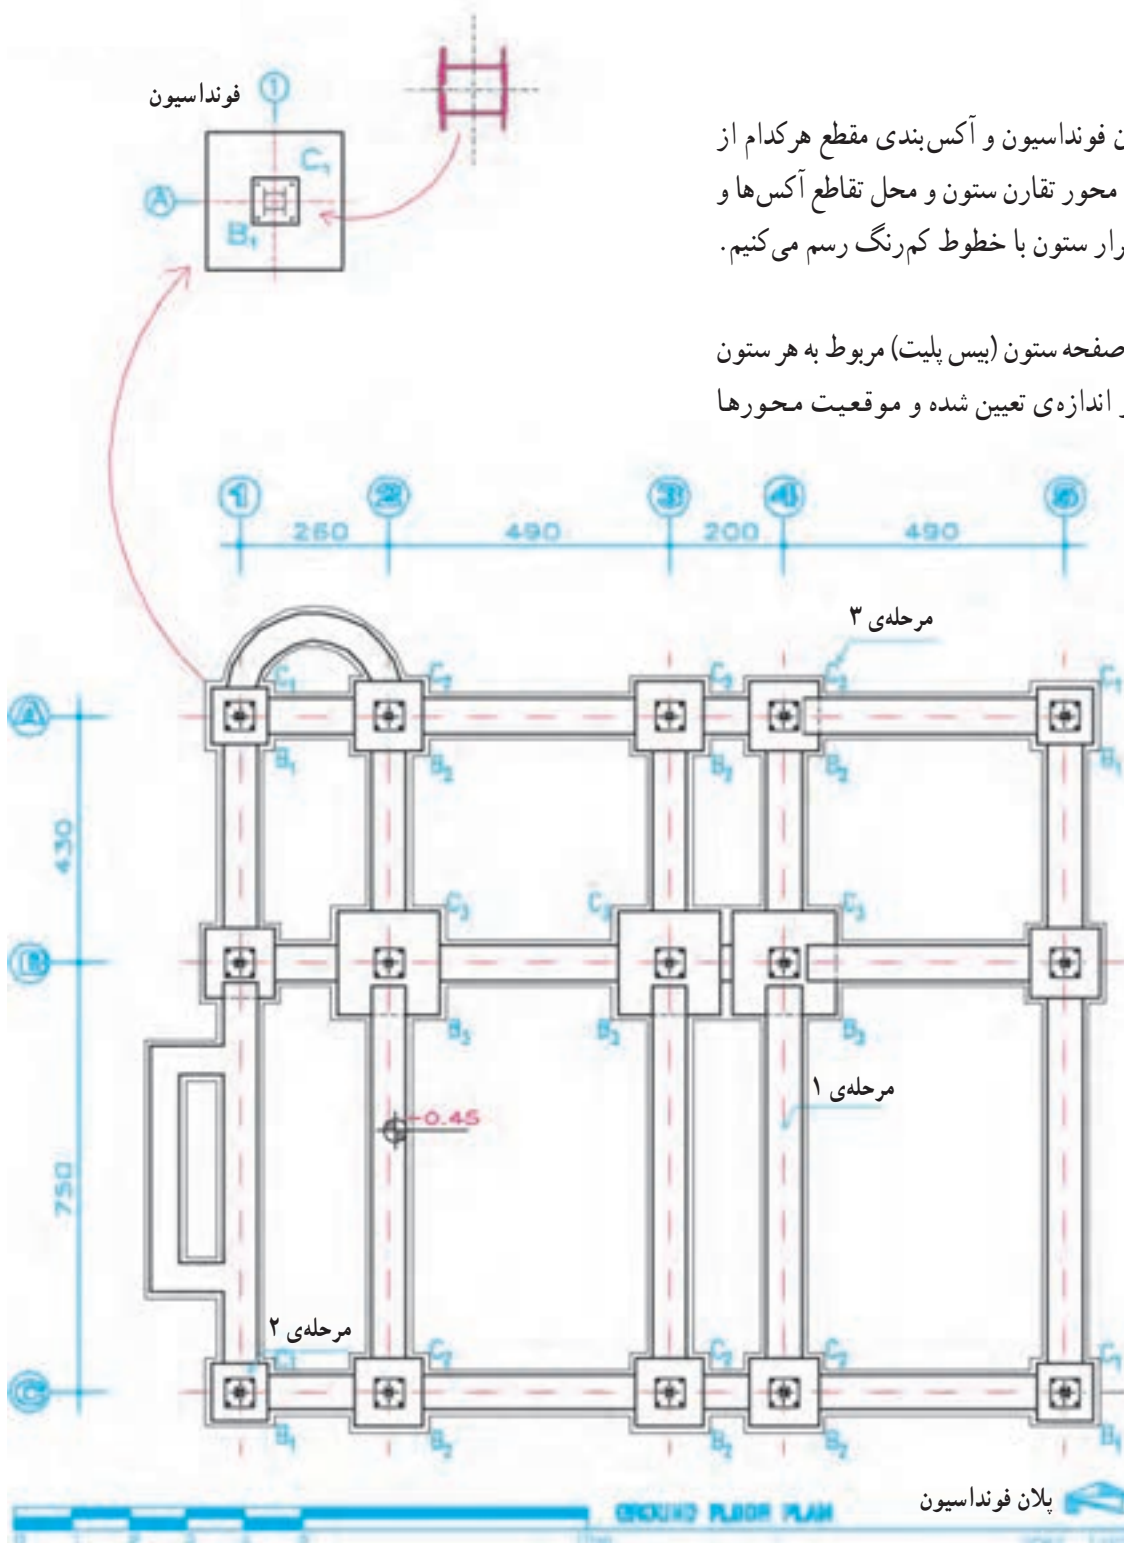 فونداسیون
1
A
C₁
B₁
فونداسیون و آکس‌بندی مقطع هرکدام از
محور تقارن ستون و محل تقاطع آکس‌ها و
ستون با خطوط کم‌رنگ رسم می‌کنیم.
صفحه ستون (بیس پلیت) مربوط به هر ستون
اندازه‌ی تعیین شده و موقعیت محورها
1 2 3 4 5
260 490 200 490
مرحله‌ی ۳
C₁ C₂ C₂ C₂ C₁
A
B₁ B₂ B₂ B₂ B₁
430
C₃ C₃ C₃
B
B₃ B₃ B₃
مرحله‌ی ۱
-0.45
750
مرحله‌ی ۲
C₁ C₂ C₂ C₂ C₁
C
B₁ B₂ B₂ B₂ B₁
پلان فونداسیون
GROUND FLOOR PLAN